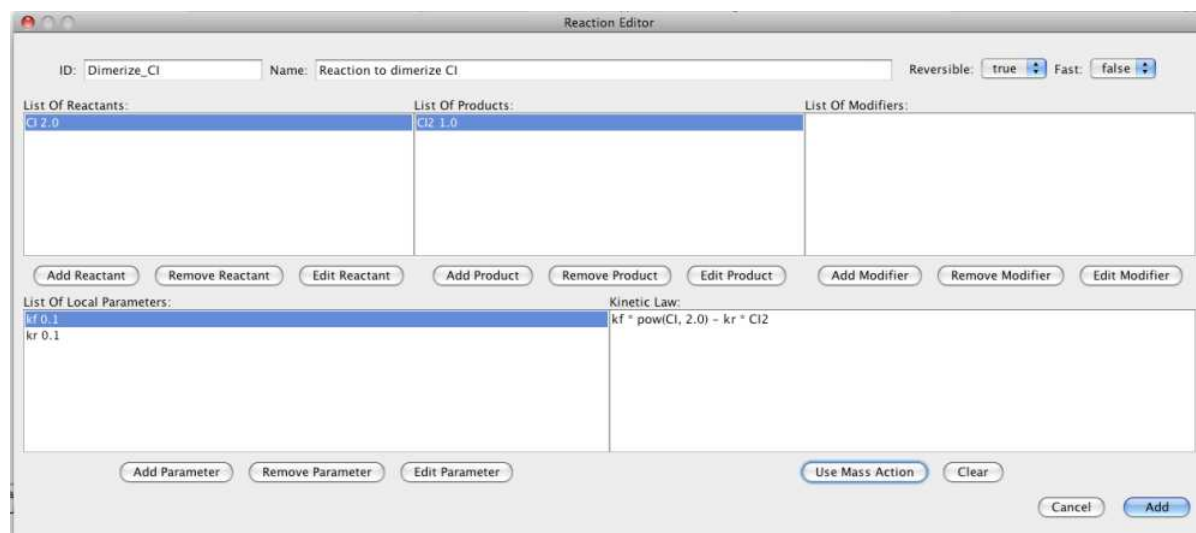 Reaction Editor
ID: Dimerize_CI Name: Reaction to dimerize CI Reversible: true Fast: false
List Of Reactants: List Of Products: List Of Modifiers:
CI 2.0 CI2 1.0
Add Reactant Remove Reactant Edit Reactant Add Product Remove Product Edit Product Add Modifier Remove Modifier Edit Modifier
List Of Local Parameters: Kinetic Law:
kf 0.1 kf * pow(CI, 2.0) - kr * CI2
kr 0.1
Add Parameter Remove Parameter Edit Parameter Use Mass Action Clear
Cancel Add